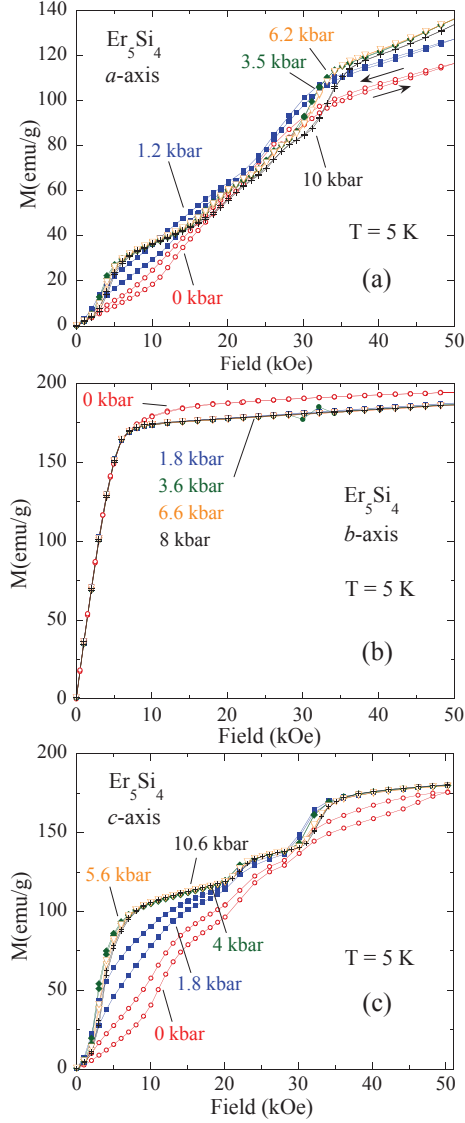 140
Er5Si4
a-axis
6.2 kbar
3.5 kbar
120
100
80
1.2 kbar
10 kbar
60
40
T = 5 K
20
0 kbar
(a)
0
0 10 20 30 40 50
M(emu/g)
Field (kOe)
200
0 kbar
150
1.8 kbar
3.6 kbar
6.6 kbar
8 kbar
Er5Si4
b-axis
100
T = 5 K
50
(b)
0
0 10 20 30 40 50
M(emu/g)
Field (kOe)
200
Er5Si4
c-axis
150
10.6 kbar
5.6 kbar
100
4 kbar
1.8 kbar
T = 5 K
50
0 kbar
(c)
0
0 10 20 30 40 50
M(emu/g)
Field (kOe)